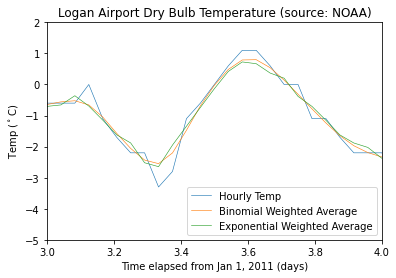 Logan Airport Dry Bulb Temperature (source: NOAA)
2
1
0
−1
−2
−3
−4
−5
Temp (°C)
Hourly Temp
Binomial Weighted Average
Exponential Weighted Average
3.0 3.2 3.4 3.6 3.8 4.0
Time elapsed from Jan 1, 2011 (days)